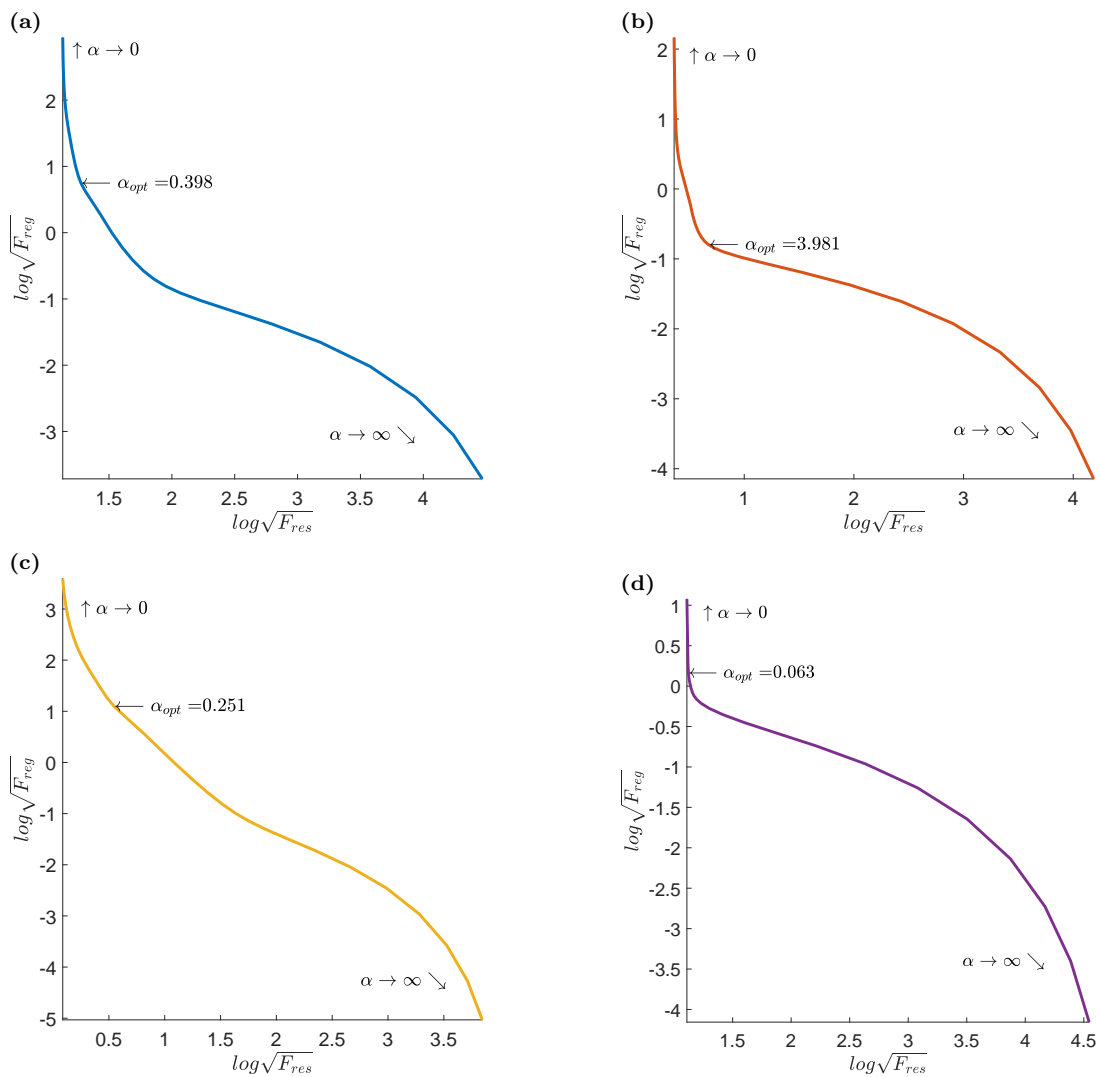 (a)
↑ α → 0
2
1
α_opt =0.398
0
-1
-2
-3
α → ∞ ↘
1.5 2 2.5 3 3.5 4
log√F_res
log√F_reg
(b)
2
↑ α → 0
1
0
α_opt =3.981
-1
-2
-3
α → ∞ ↘
-4
1 2 3 4
log√F_res
log√F_reg
(c)
3
↑ α → 0
2
α_opt =0.251
1
0
-1
-2
-3
-4
α → ∞ ↘
-5
0.5 1 1.5 2 2.5 3 3.5
log√F_res
log√F_reg
(d)
1
↑ α → 0
0.5
α_opt =0.063
0
-0.5
-1
-1.5
-2
-2.5
-3
α → ∞ ↘
-3.5
-4
1.5 2 2.5 3 3.5 4 4.5
log√F_res
log√F_reg